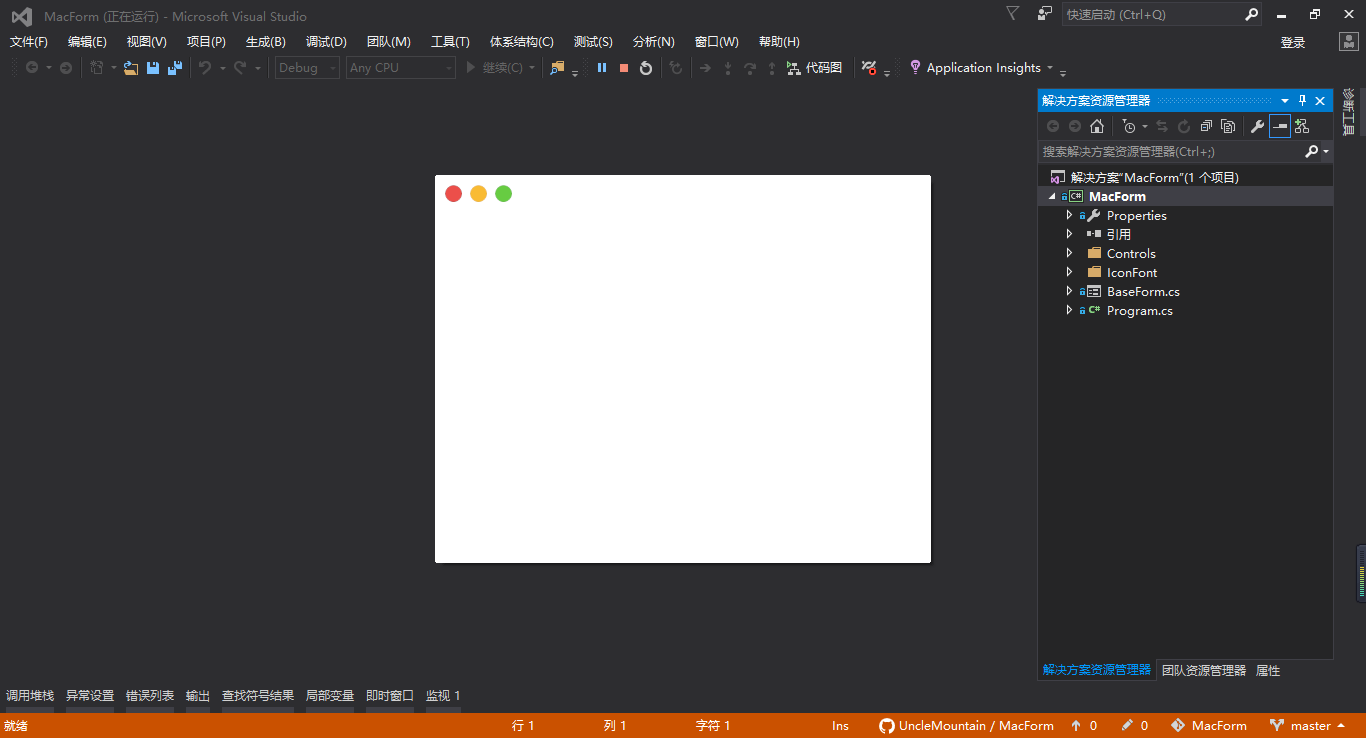 MacForm (正在运行) - Microsoft Visual Studio
快速启动 (Ctrl+Q)
文件(F) 编辑(E) 视图(V) 项目(P) 生成(B) 调试(D) 团队(M) 工具(T) 体系结构(C) 测试(S) 分析(N) 窗口(W) 帮助(H) 登录
Debug Any CPU 继续(C) 代码图 Application Insights
诊断工具
解决方案资源管理器
搜索解决方案资源管理器(Ctrl+;)
解决方案"MacForm"(1 个项目)
C# MacForm
Properties
引用
Controls
IconFont
BaseForm.cs
C# Program.cs
解决方案资源管理器 团队资源管理器 属性
调用堆栈 异常设置 错误列表 输出 查找符号结果 局部变量 即时窗口 监视 1
就绪 行 1 列 1 字符 1 Ins UncleMountain / MacForm 0 0 MacForm master